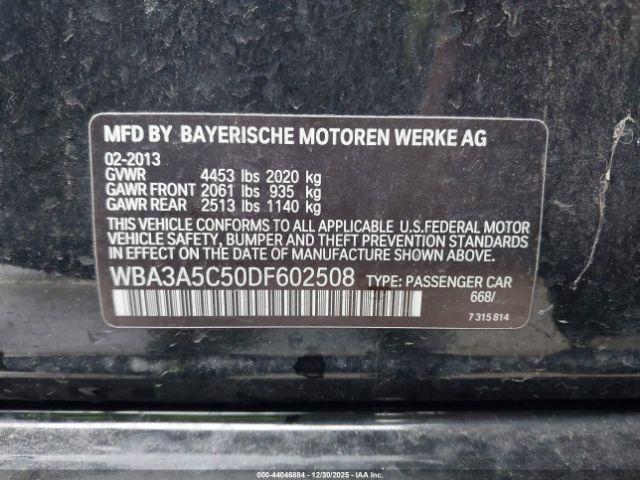 MFD BY BAYERISCHE MOTOREN WERKE AG
02-2013
GVWR 4453 lbs 2020 kg
GAWR FRONT 2061 lbs 935 kg
GAWR REAR 2513 lbs 1140 kg
THIS VEHICLE CONFORMS TO ALL APPLICABLE U.S.FEDERAL MOTOR
VEHICLE SAFETY, BUMPER AND THEFT PREVENTION STANDARDS
IN EFFECT ON THE DATE OF MANUFACTURE SHOWN ABOVE.
WBA3A5C50DF602508 TYPE: PASSENGER CAR
668/
7 315 814
000-44046884 | 12/30/2025 - IAA Inc.